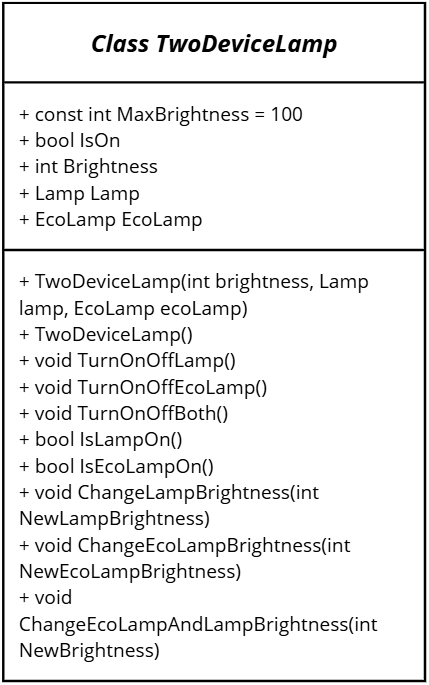 Class TwoDeviceLamp
+ const int MaxBrightness = 100
+ bool IsOn
+ int Brightness
+ Lamp Lamp
+ EcoLamp EcoLamp
+ TwoDeviceLamp(int brightness, Lamp
lamp, EcoLamp ecoLamp)
+ TwoDeviceLamp()
+ void TurnOnOffLamp()
+ void TurnOnOffEcoLamp()
+ void TurnOnOffBoth()
+ bool IsLampOn()
+ bool IsEcoLampOn()
+ void ChangeLampBrightness(int
NewLampBrightness)
+ void ChangeEcoLampBrightness(int
NewEcoLampBrightness)
+ void
ChangeEcoLampAndLampBrightness(int
NewBrightness)